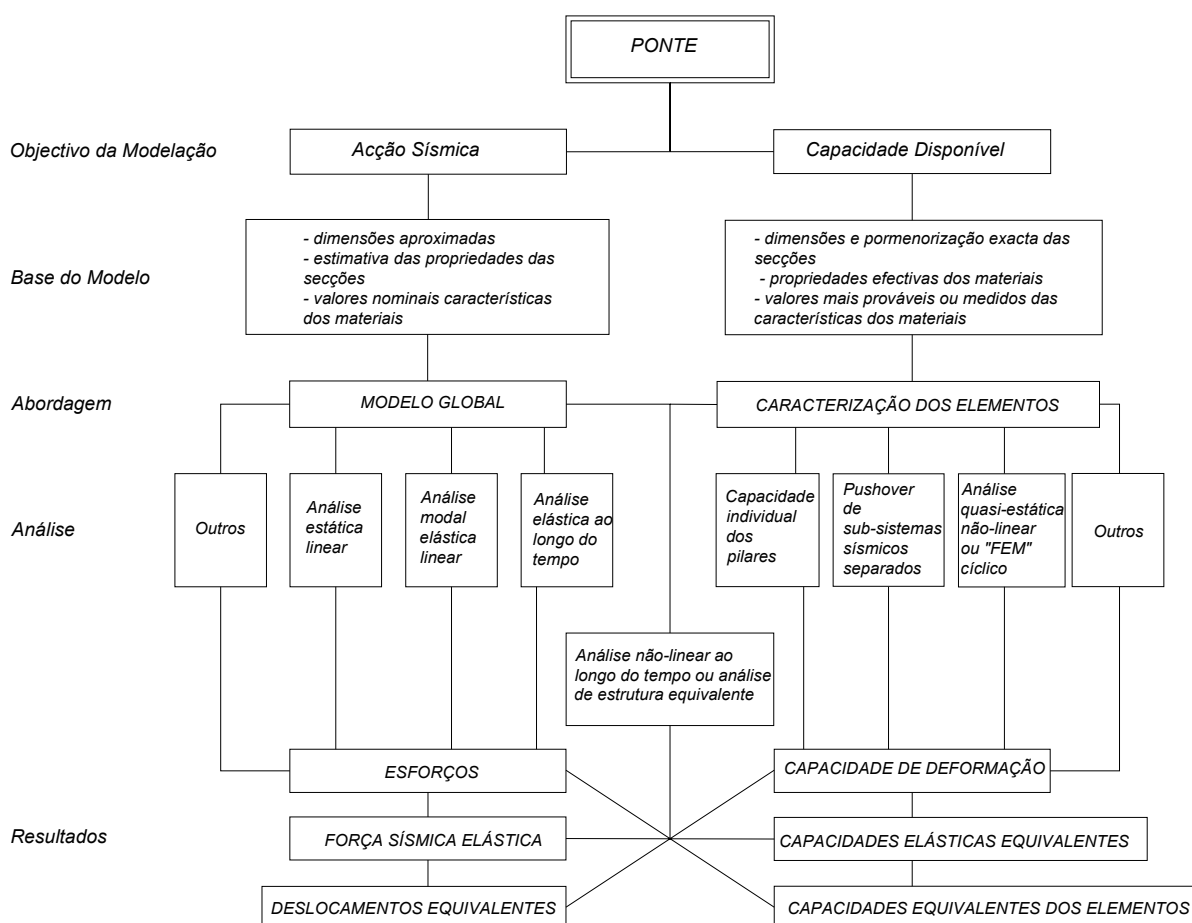 PONTE
Objectivo da Modelação
Acção Sísmica
Capacidade Disponível
Base do Modelo
- dimensões aproximadas
- estimativa das propriedades das
secções
- valores nominais características
dos materiais
- dimensões e pormenorização exacta das
secções
- propriedades efectivas dos materiais
- valores mais prováveis ou medidos das
características dos materiais
Abordagem
MODELO GLOBAL
CARACTERIZAÇÃO DOS ELEMENTOS
Análise
Outros
Análise
estática
linear
Análise
modal
elástica
linear
Análise
elástica ao
longo do
tempo
Capacidade
individual
dos
pilares
Pushover
de
sub-sistemas
sísmicos
separados
Análise
quasi-estática
não-linear
ou "FEM"
cíclico
Outros
Análise não-linear ao
longo do tempo ou análise
de estrutura equivalente
Resultados
ESFORÇOS
CAPACIDADE DE DEFORMAÇÃO
FORÇA SÍSMICA ELÁSTICA
CAPACIDADES ELÁSTICAS EQUIVALENTES
DESLOCAMENTOS EQUIVALENTES
CAPACIDADES EQUIVALENTES DOS ELEMENTOS